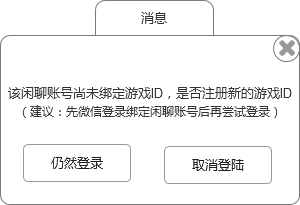 消息
该闲聊账号尚未绑定游戏ID，是否注册新的游戏ID
（建议：先微信登录绑定闲聊账号后再尝试登录）
仍然登录
取消登陆